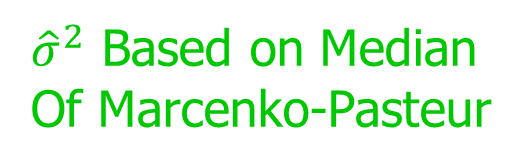 σ̂² Based on Median
Of Marcenko-Pasteur